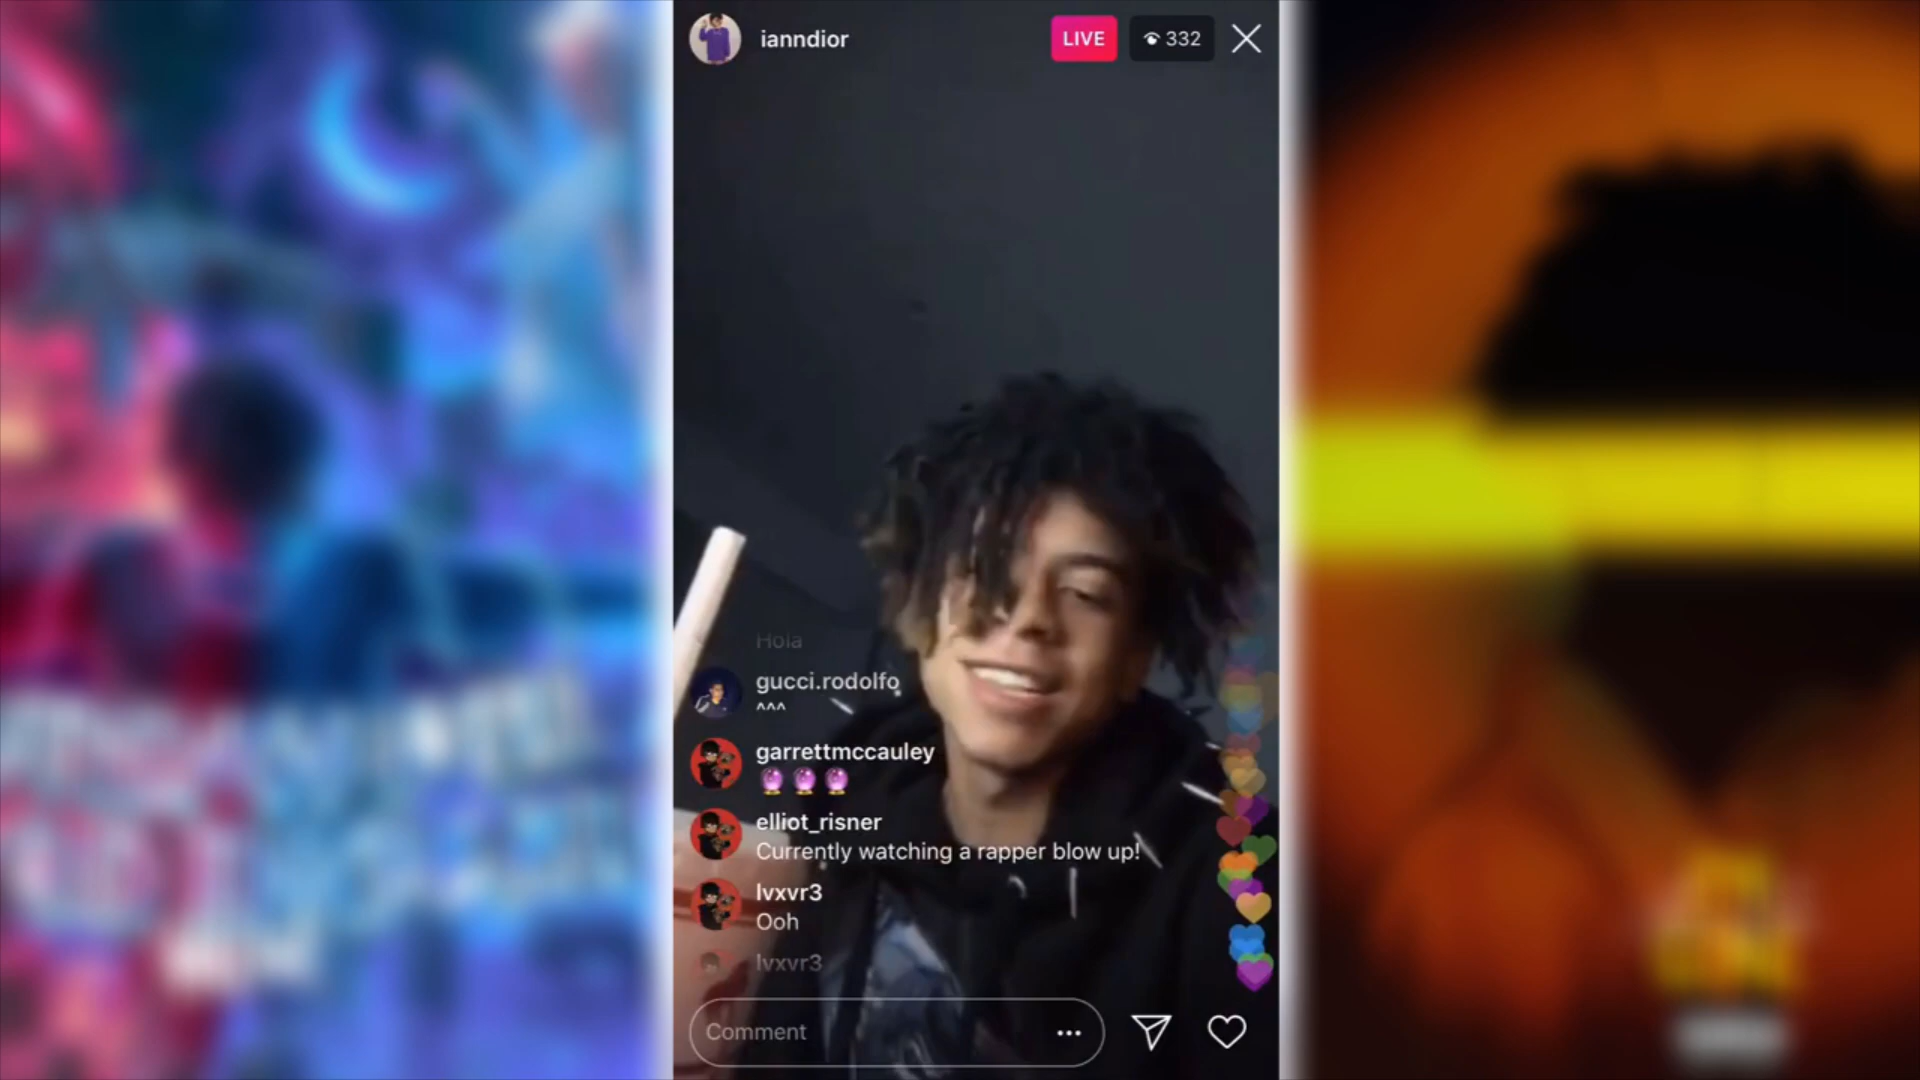 ianndior
LIVE
332
Hola
gucci.rodolfo
^^^
garrettmccauley
🔮🔮🔮
elliot_risner
Currently watching a rapper blow up!
lvxvr3
Ooh
lvxvr3
Comment